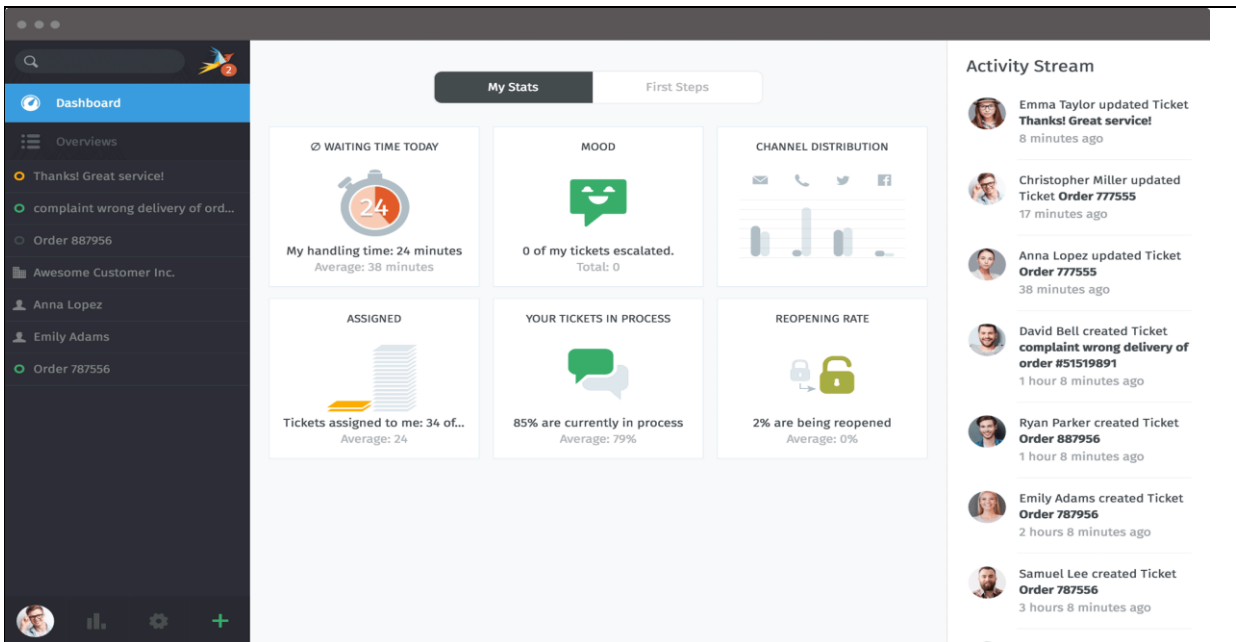 2
Dashboard
Overviews
Thanks! Great service!
complaint wrong delivery of ord...
Order 887956
Awesome Customer Inc.
Anna Lopez
Emily Adams
Order 787556
My Stats
First Steps
∅ WAITING TIME TODAY
24
My handling time: 24 minutes
Average: 38 minutes
MOOD
0 of my tickets escalated.
Total: 0
CHANNEL DISTRIBUTION
ASSIGNED
Tickets assigned to me: 34 of...
Average: 24
YOUR TICKETS IN PROCESS
85% are currently in process
Average: 79%
REOPENING RATE
2% are being reopened
Average: 0%
Activity Stream
Emma Taylor updated Ticket
Thanks! Great service!
8 minutes ago
Christopher Miller updated
Ticket Order 777555
17 minutes ago
Anna Lopez updated Ticket
Order 777555
38 minutes ago
David Bell created Ticket
complaint wrong delivery of
order #51519891
1 hour 8 minutes ago
Ryan Parker created Ticket
Order 887956
1 hour 8 minutes ago
Emily Adams created Ticket
Order 787956
2 hours 8 minutes ago
Samuel Lee created Ticket
Order 787556
3 hours 8 minutes ago